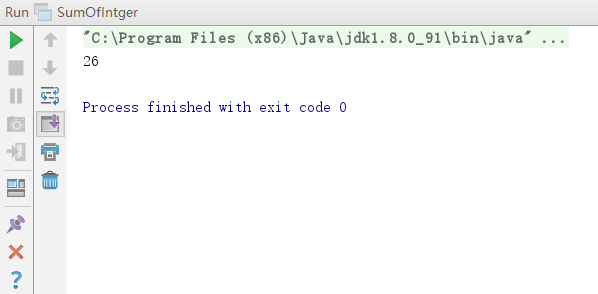 Run SumOfIntger
"C:\Program Files (x86)\Java\jdk1.8.0_91\bin\java" ...
26
Process finished with exit code 0
?